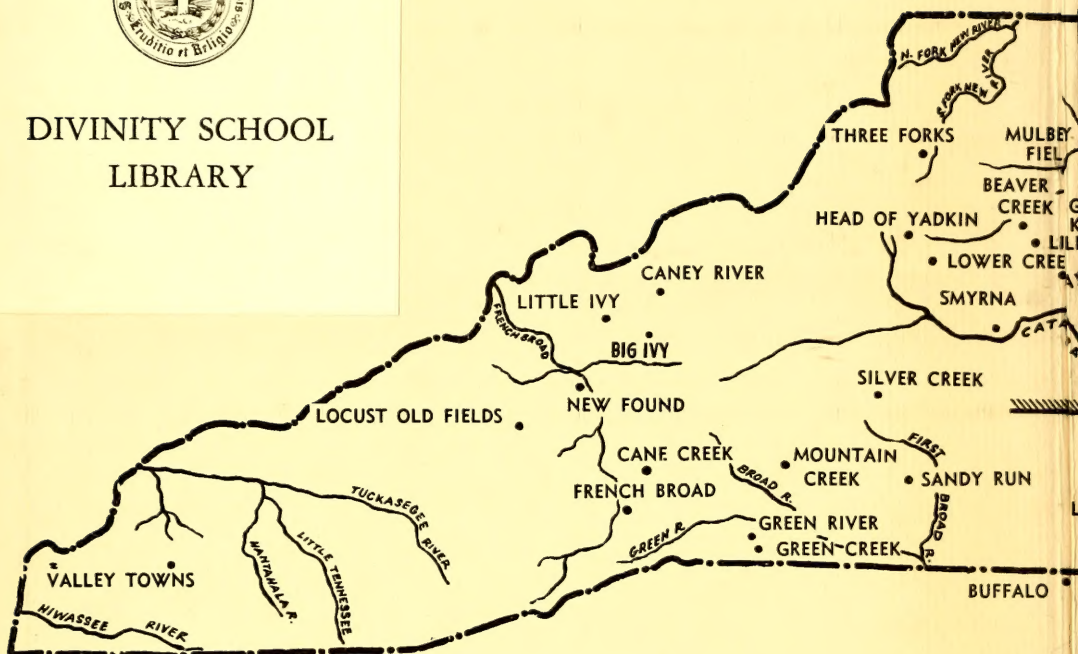 Eruditio et Religio
DIVINITY SCHOOL
LIBRARY
N. FORK NEW RIVER
S. FORK NEW RIVER
THREE FORKS
MULBEY
FIEL
BEAVER
CREEK
HEAD OF YADKIN
LOWER CREE
CANEY RIVER
LITTLE IVY
SMYRNA
CATA
FRENCH BROAD
BIG IVY
SILVER CREEK
NEW FOUND
LOCUST OLD FIELDS
FIRST
CANE CREEK
MOUNTAIN
CREEK
BROAD R.
SANDY RUN
FRENCH BROAD
TUCKASEGEE
RIVER
BROAD
R.
GREEN RIVER
GREEN R.
GREEN CREEK
NANTAHALA R.
LITTLE TENNESSEE
VALLEY TOWNS
BUFFALO
HIWASSEE RIVER